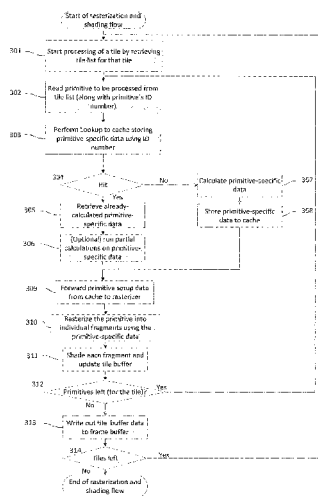 Start of rasterization and
shading flow
301
Start processing of a tile by retrieving
tile list for that tile
302
Read primitive to be processed from
tile list (along with primitive's ID
number)
303
Perform Lookup to cache storing
primitive-specific data using ID
number
304
Hit
No
Yes
307
Calculate primitive-specific
data
305
Retrieve already-
calculated primitive-
specific data
308
Store primitive-specific
data to cache
306
(Optional) run partial
calculations on primitive-
specific data
309
Forward primitive setup data
from cache to rasterizer
310
Rasterize the primitive into
individual fragments using the
primitive-specific data
311
Shade each fragment and
update tile buffer
312
Primitives left (for the tile)?
Yes
No
313
Write out tile buffer data
to frame buffer
314
Tiles left
Yes
No
End of rasterization and
shading flow